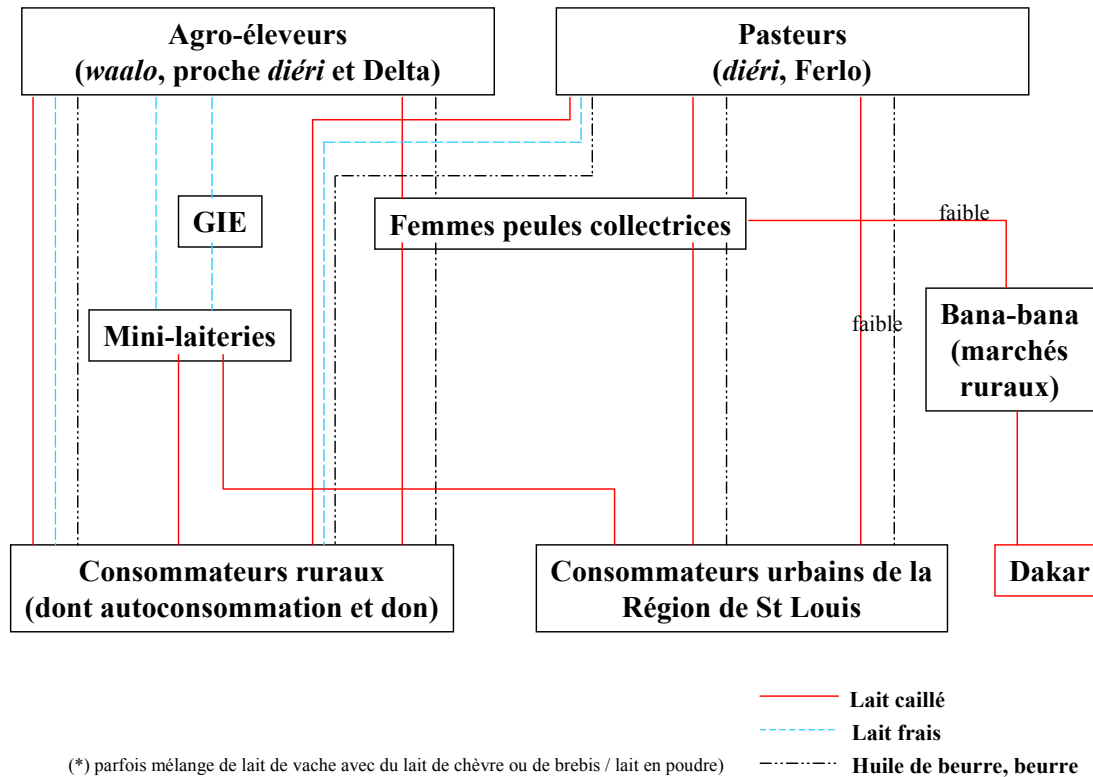 Agro-éleveurs
(waalo, proche diéri et Delta)
Pasteurs
(diéri, Ferlo)
GIE
Femmes peules collectrices
faible
Mini-laiteries
faible
Bana-bana
(marchés
ruraux)
Consommateurs ruraux
(dont autoconsommation et don)
Consommateurs urbains de la
Région de St Louis
Dakar
Lait caillé
Lait frais
Huile de beurre, beurre
(*) parfois mélange de lait de vache avec du lait de chèvre ou de brebis / lait en poudre)